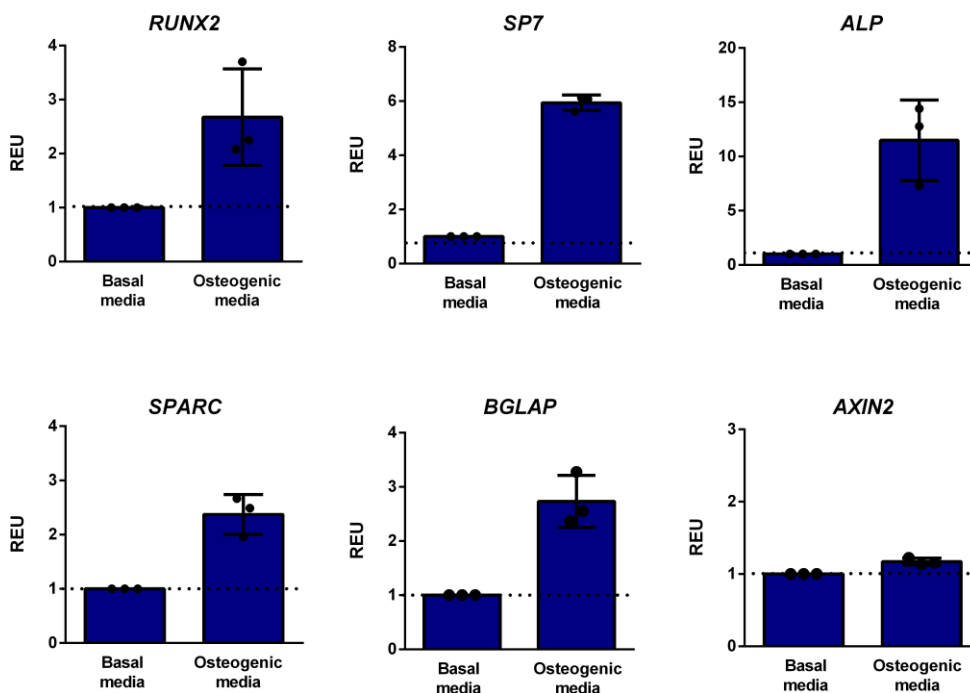 RUNX2
4
3
2
1
0
REU
Basal
media
Osteogenic
media
SP7
8
6
4
2
0
REU
Basal
media
Osteogenic
media
ALP
20
15
10
5
0
REU
Basal
media
Osteogenic
media
SPARC
4
3
2
1
0
REU
Basal
media
Osteogenic
media
BGLAP
4
3
2
1
0
REU
Basal
media
Osteogenic
media
AXIN2
3
2
1
0
REU
Basal
media
Osteogenic
media